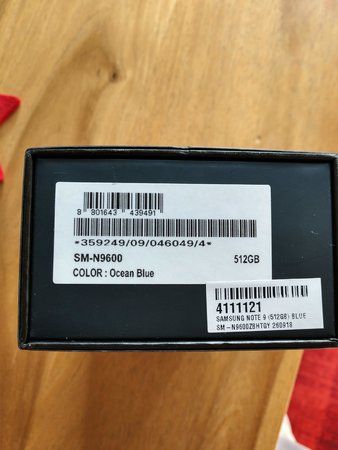 8 801643 439491
*359249/09/046049/4*
SM-N9600 512GB
COLOR : Ocean Blue
4111121
SAMSUNG NOTE 9 (512GB) BLUE
SM-N9600ZBHTGY 260918